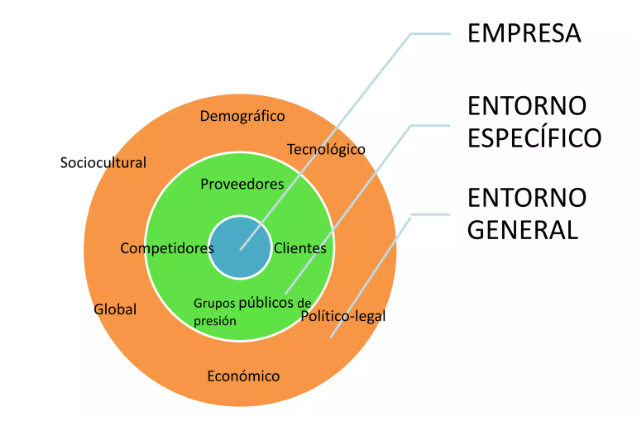 EMPRESA
ENTORNO
ESPECÍFICO
ENTORNO
GENERAL
Demográfico
Tecnológico
Sociocultural
Proveedores
Competidores
Clientes
Grupos públicos de
presión
Global
Político-legal
Económico